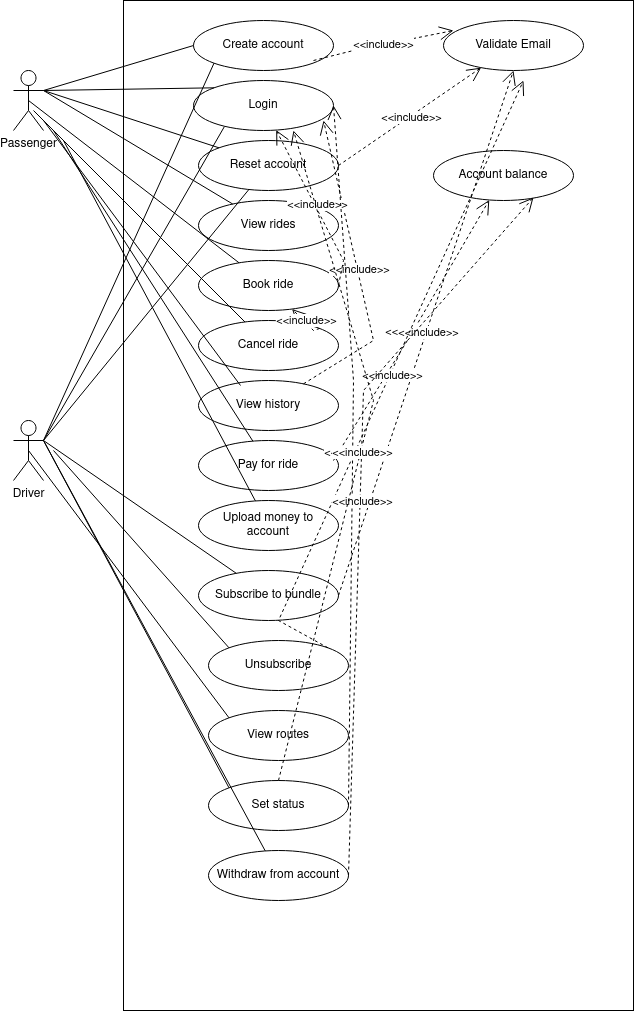 Create account
<<include>>
Validate Email
Login
<<include>>
Passenger
Reset account
Account balance
<<include>>
View rides
<<include>>
Book ride
<<include>>
Cancel ride
<<<<include>>
<<include>>
View history
<<<include>>
Pay for ride
<<include>>
Driver
Upload money to
account
Subscribe to bundle
Unsubscribe
View routes
Set status
Withdraw from account